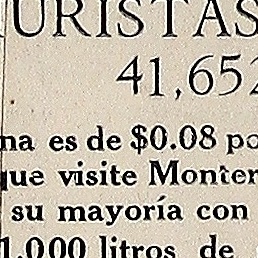 URISTAS
41,652
na es de $0.08 po
que visite Monter
su mayoría con
1.000 litros de